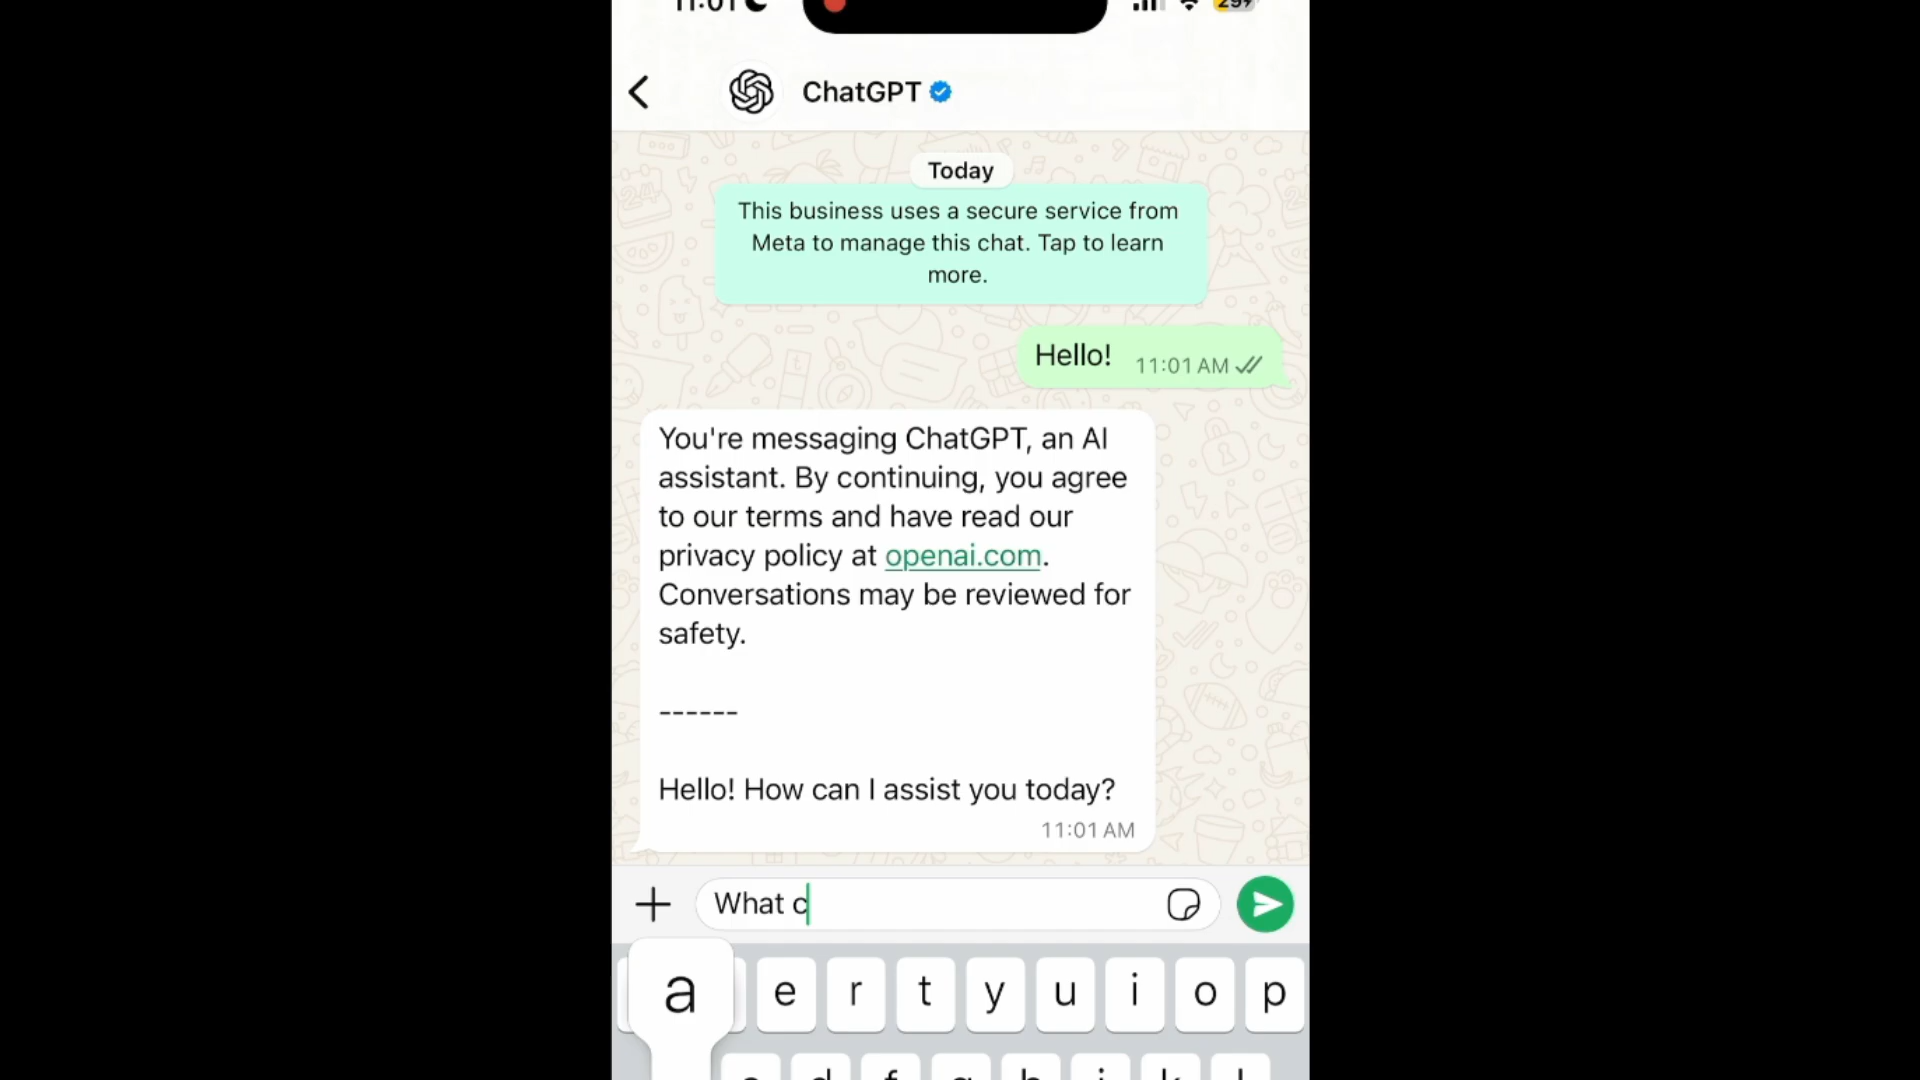 11:01
29
ChatGPT
Today
This business uses a secure service from
Meta to manage this chat. Tap to learn
more.
Hello! 11:01 AM
You're messaging ChatGPT, an AI
assistant. By continuing, you agree
to our terms and have read our
privacy policy at openai.com.
Conversations may be reviewed for
safety.
------
Hello! How can I assist you today?
11:01 AM
What c
a e r t y u i o p
d f g h j k l